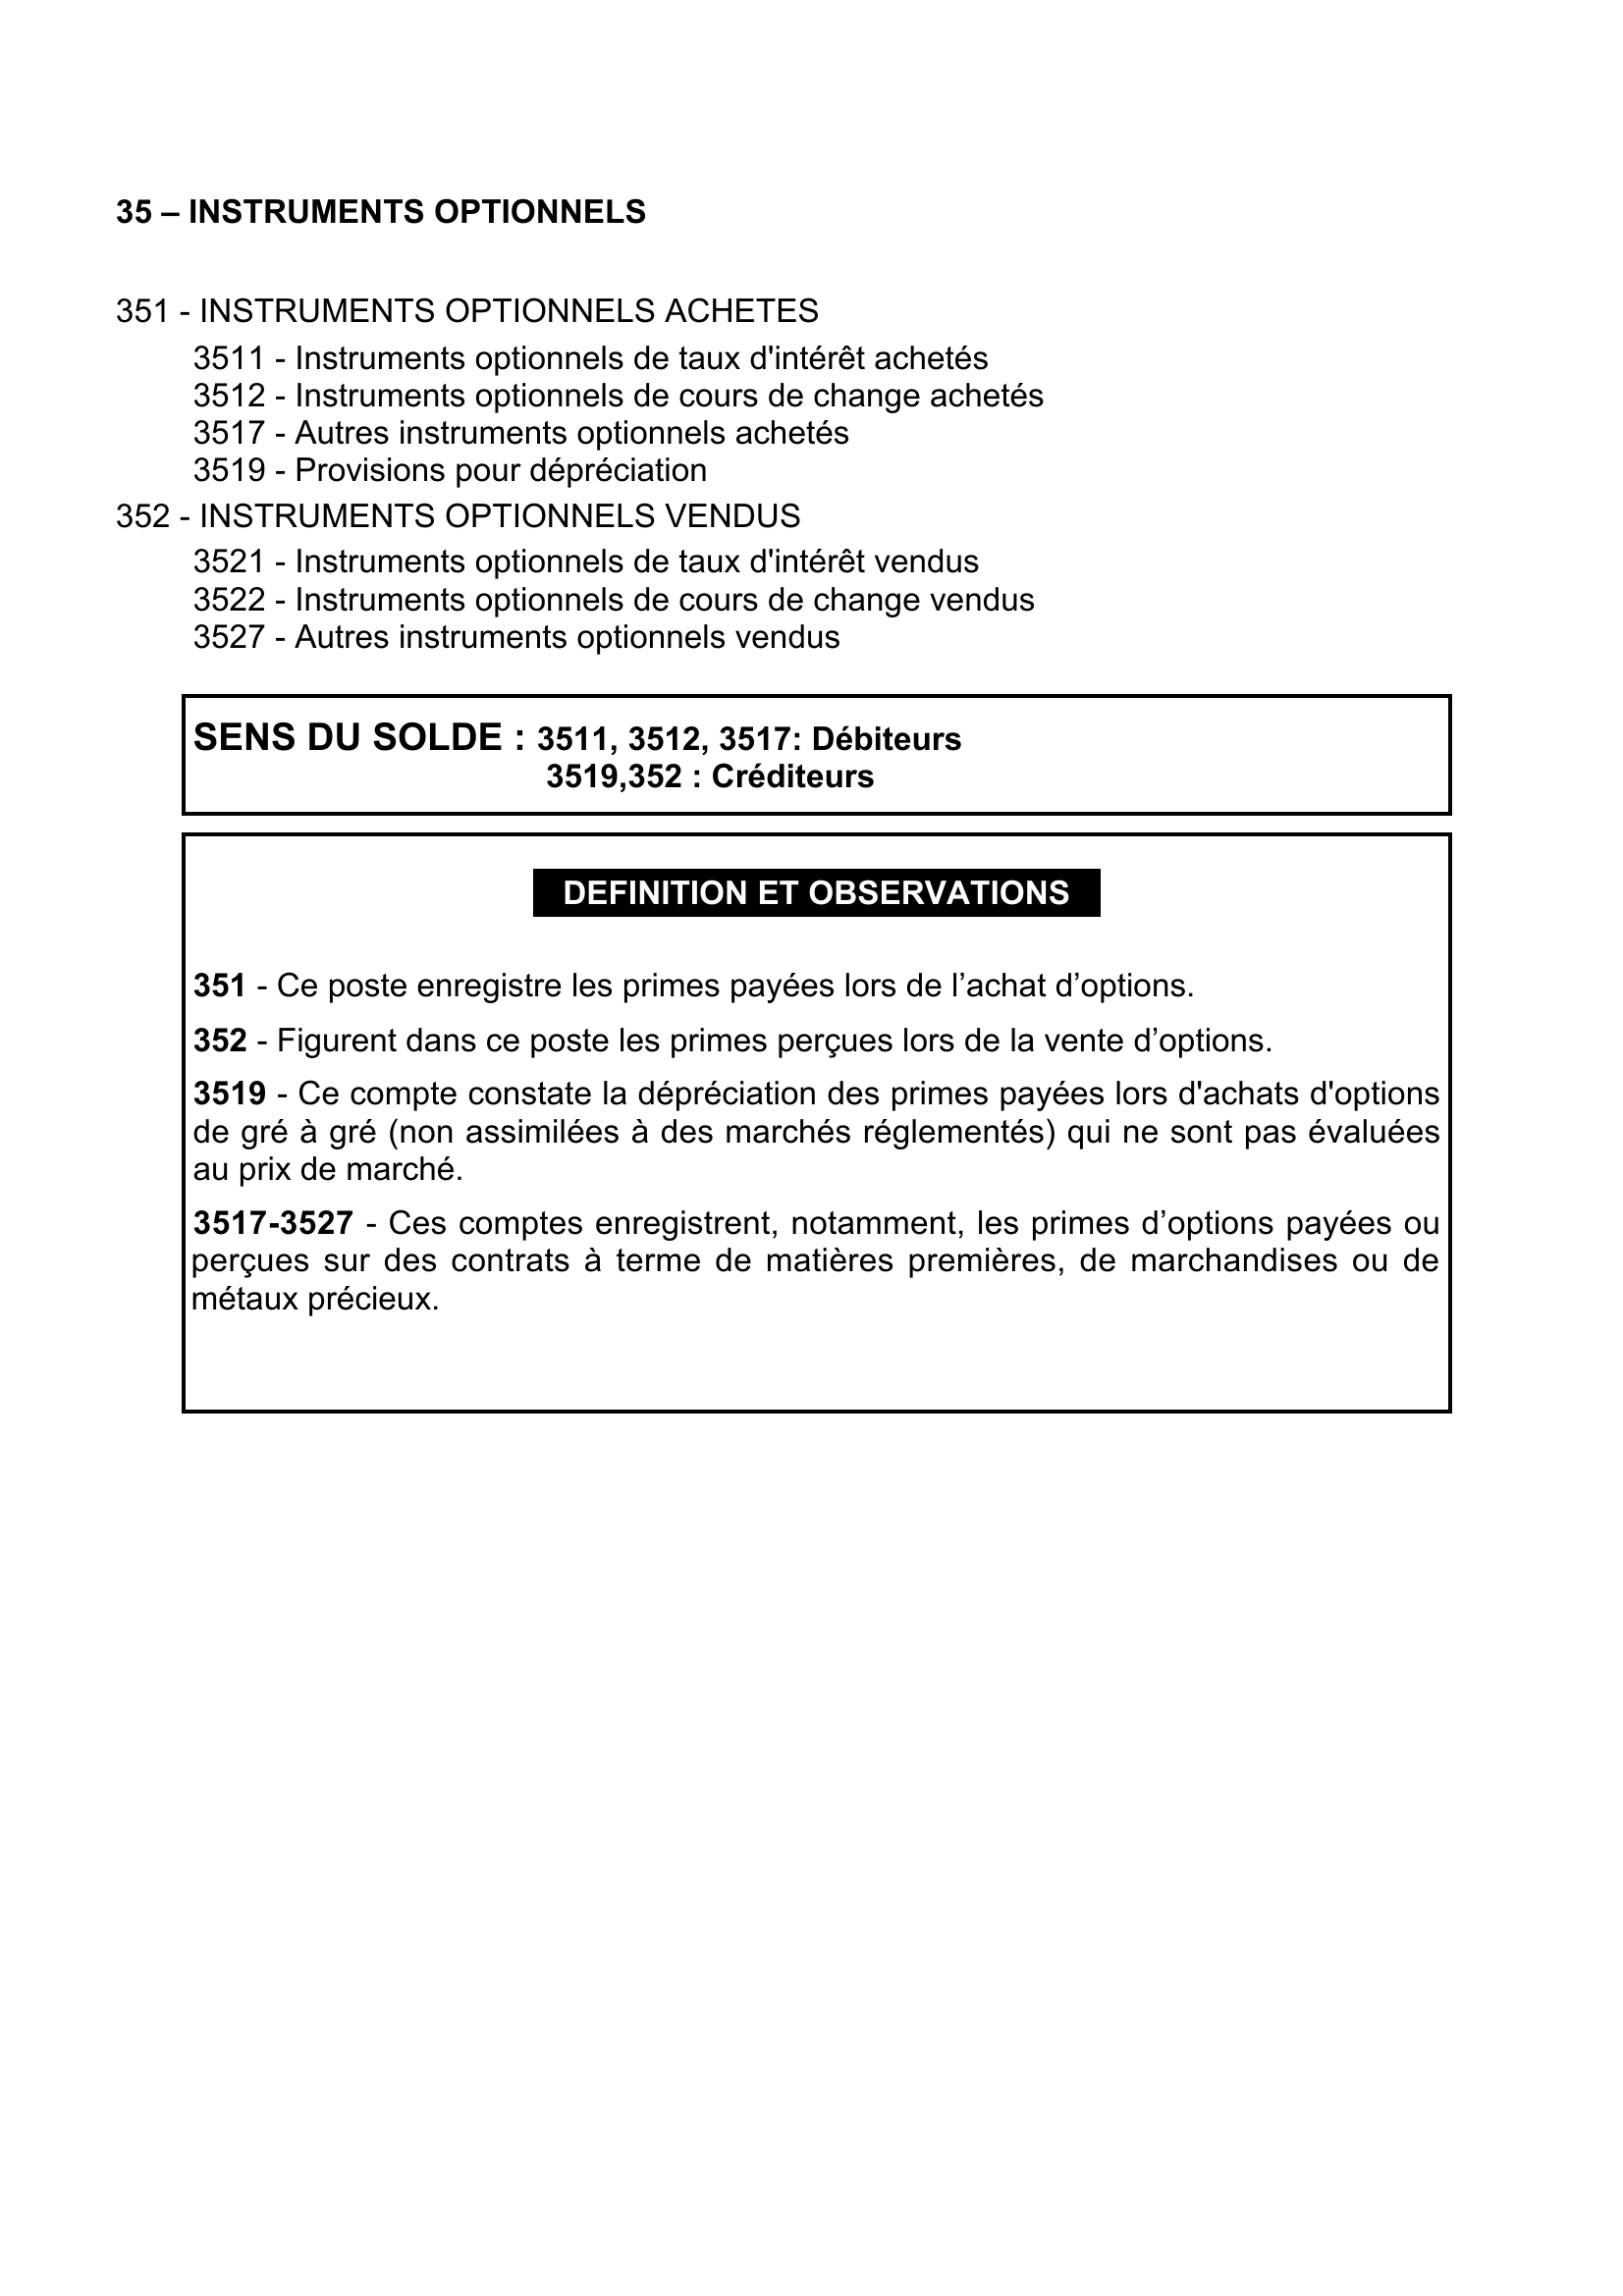 35 – INSTRUMENTS OPTIONNELS
351 - INSTRUMENTS OPTIONNELS ACHETES
3511 - Instruments optionnels de taux d'intérêt achetés
3512 - Instruments optionnels de cours de change achetés
3517 - Autres instruments optionnels achetés
3519 - Provisions pour dépréciation
352 - INSTRUMENTS OPTIONNELS VENDUS
3521 - Instruments optionnels de taux d'intérêt vendus
3522 - Instruments optionnels de cours de change vendus
3527 - Autres instruments optionnels vendus
SENS DU SOLDE : 3511, 3512, 3517: Débiteurs
3519,352 : Créditeurs
DEFINITION ET OBSERVATIONS
351 - Ce poste enregistre les primes payées lors de l’achat d’options.
352 - Figurent dans ce poste les primes perçues lors de la vente d’options.
3519 - Ce compte constate la dépréciation des primes payées lors d'achats d'options
de gré à gré (non assimilées à des marchés réglementés) qui ne sont pas évaluées
au prix de marché.
3517-3527 - Ces comptes enregistrent, notamment, les primes d’options payées ou
perçues sur des contrats à terme de matières premières, de marchandises ou de
métaux précieux.